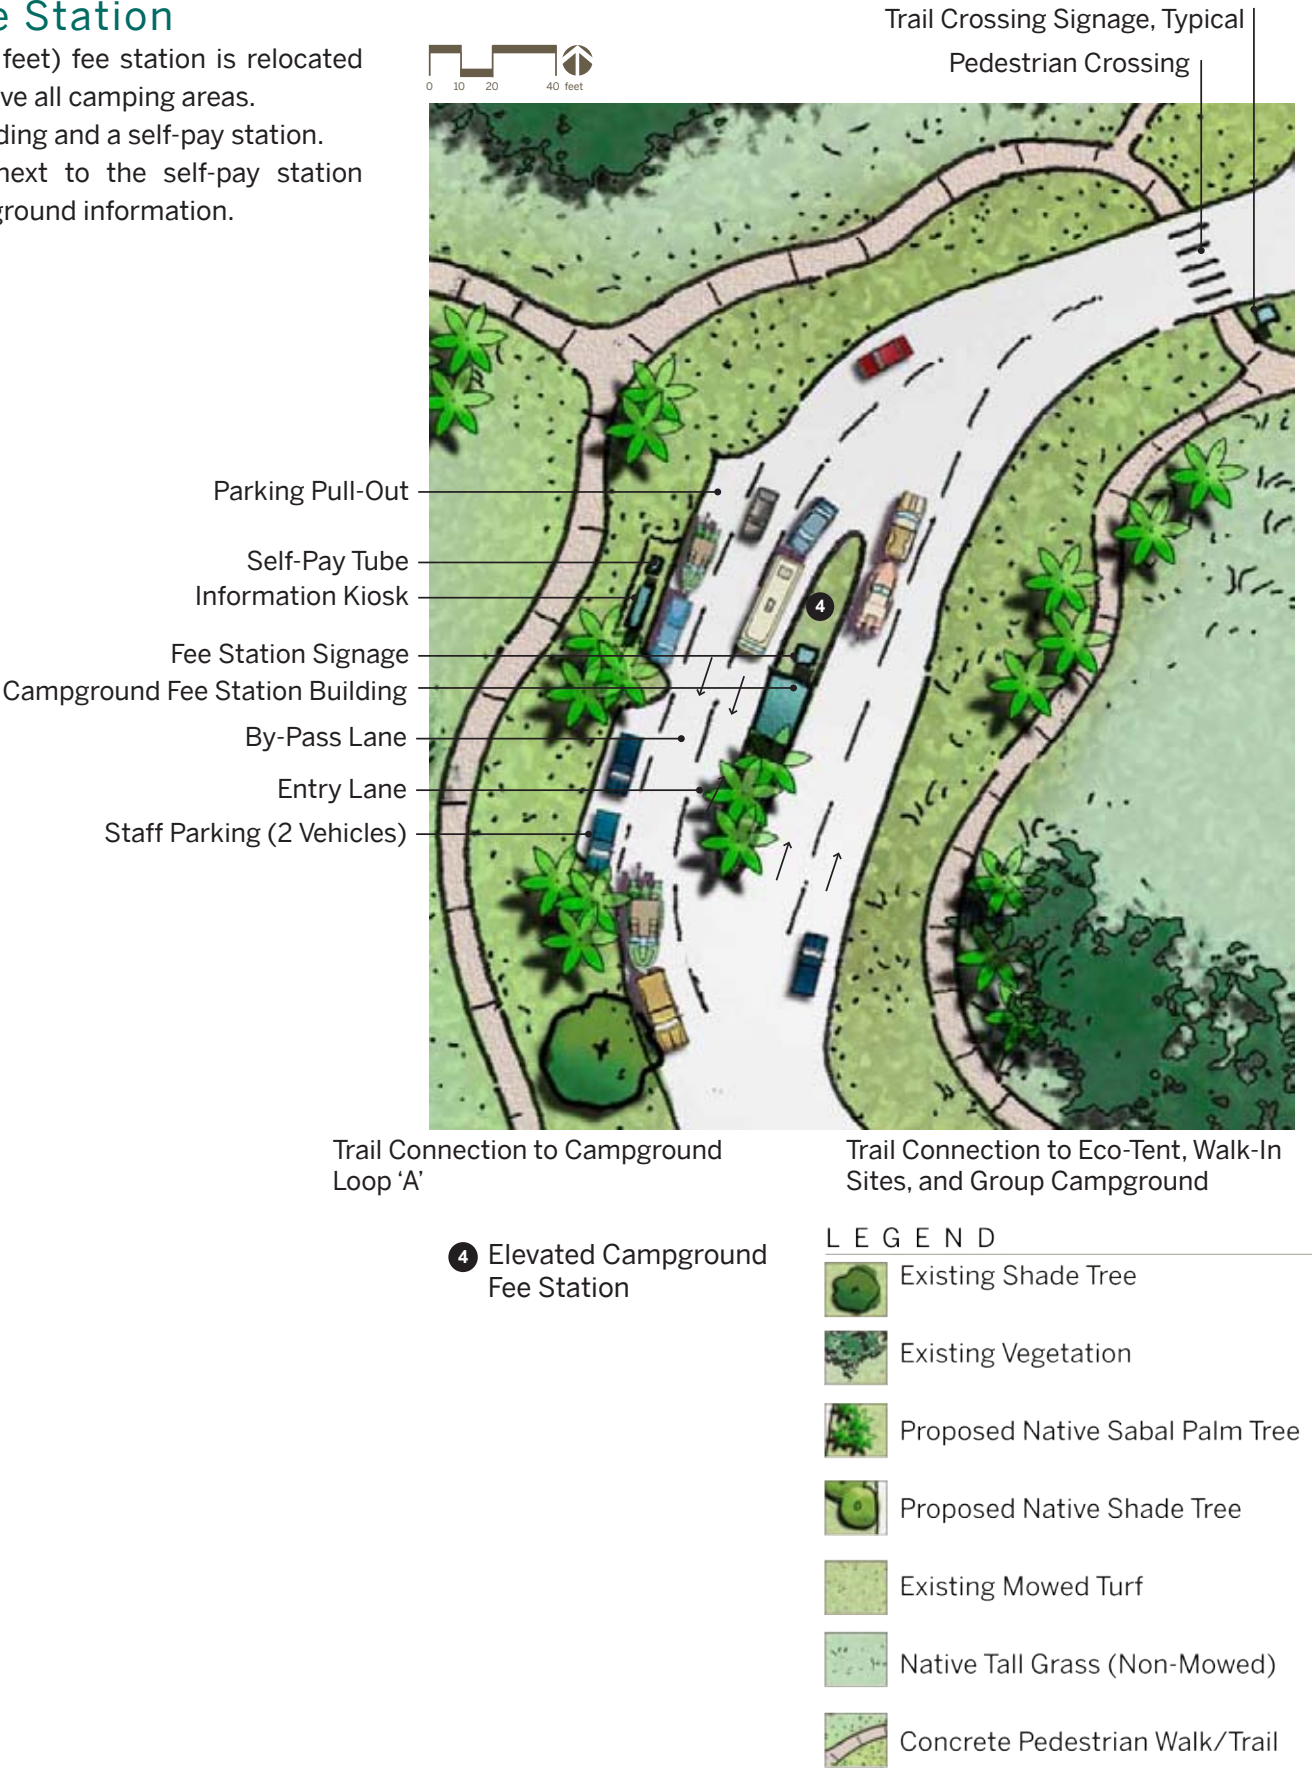 e Station
feet) fee station is relocated
ve all camping areas.
ding and a self-pay station.
next to the self-pay station
ground information.
0 10 20 40 feet
Trail Crossing Signage, Typical
Pedestrian Crossing
Parking Pull-Out
Self-Pay Tube
Information Kiosk
4
Fee Station Signage
Campground Fee Station Building
By-Pass Lane
Entry Lane
Staff Parking (2 Vehicles)
Trail Connection to Campground
Loop ‘A’
Trail Connection to Eco-Tent, Walk-In
Sites, and Group Campground
4 Elevated Campground
Fee Station
LEGEND
Existing Shade Tree
Existing Vegetation
Proposed Native Sabal Palm Tree
Proposed Native Shade Tree
Existing Mowed Turf
Native Tall Grass (Non-Mowed)
Concrete Pedestrian Walk/Trail